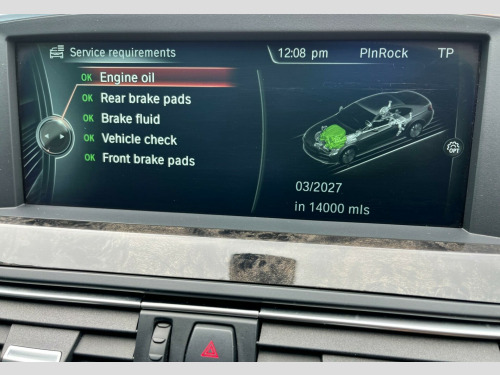 Service requirements
12:08 pm
PlnRock
TP
OK Engine oil
OK Rear brake pads
OK Brake fluid
OK Vehicle check
OK Front brake pads
OPT
03/2027
in 14000 mls